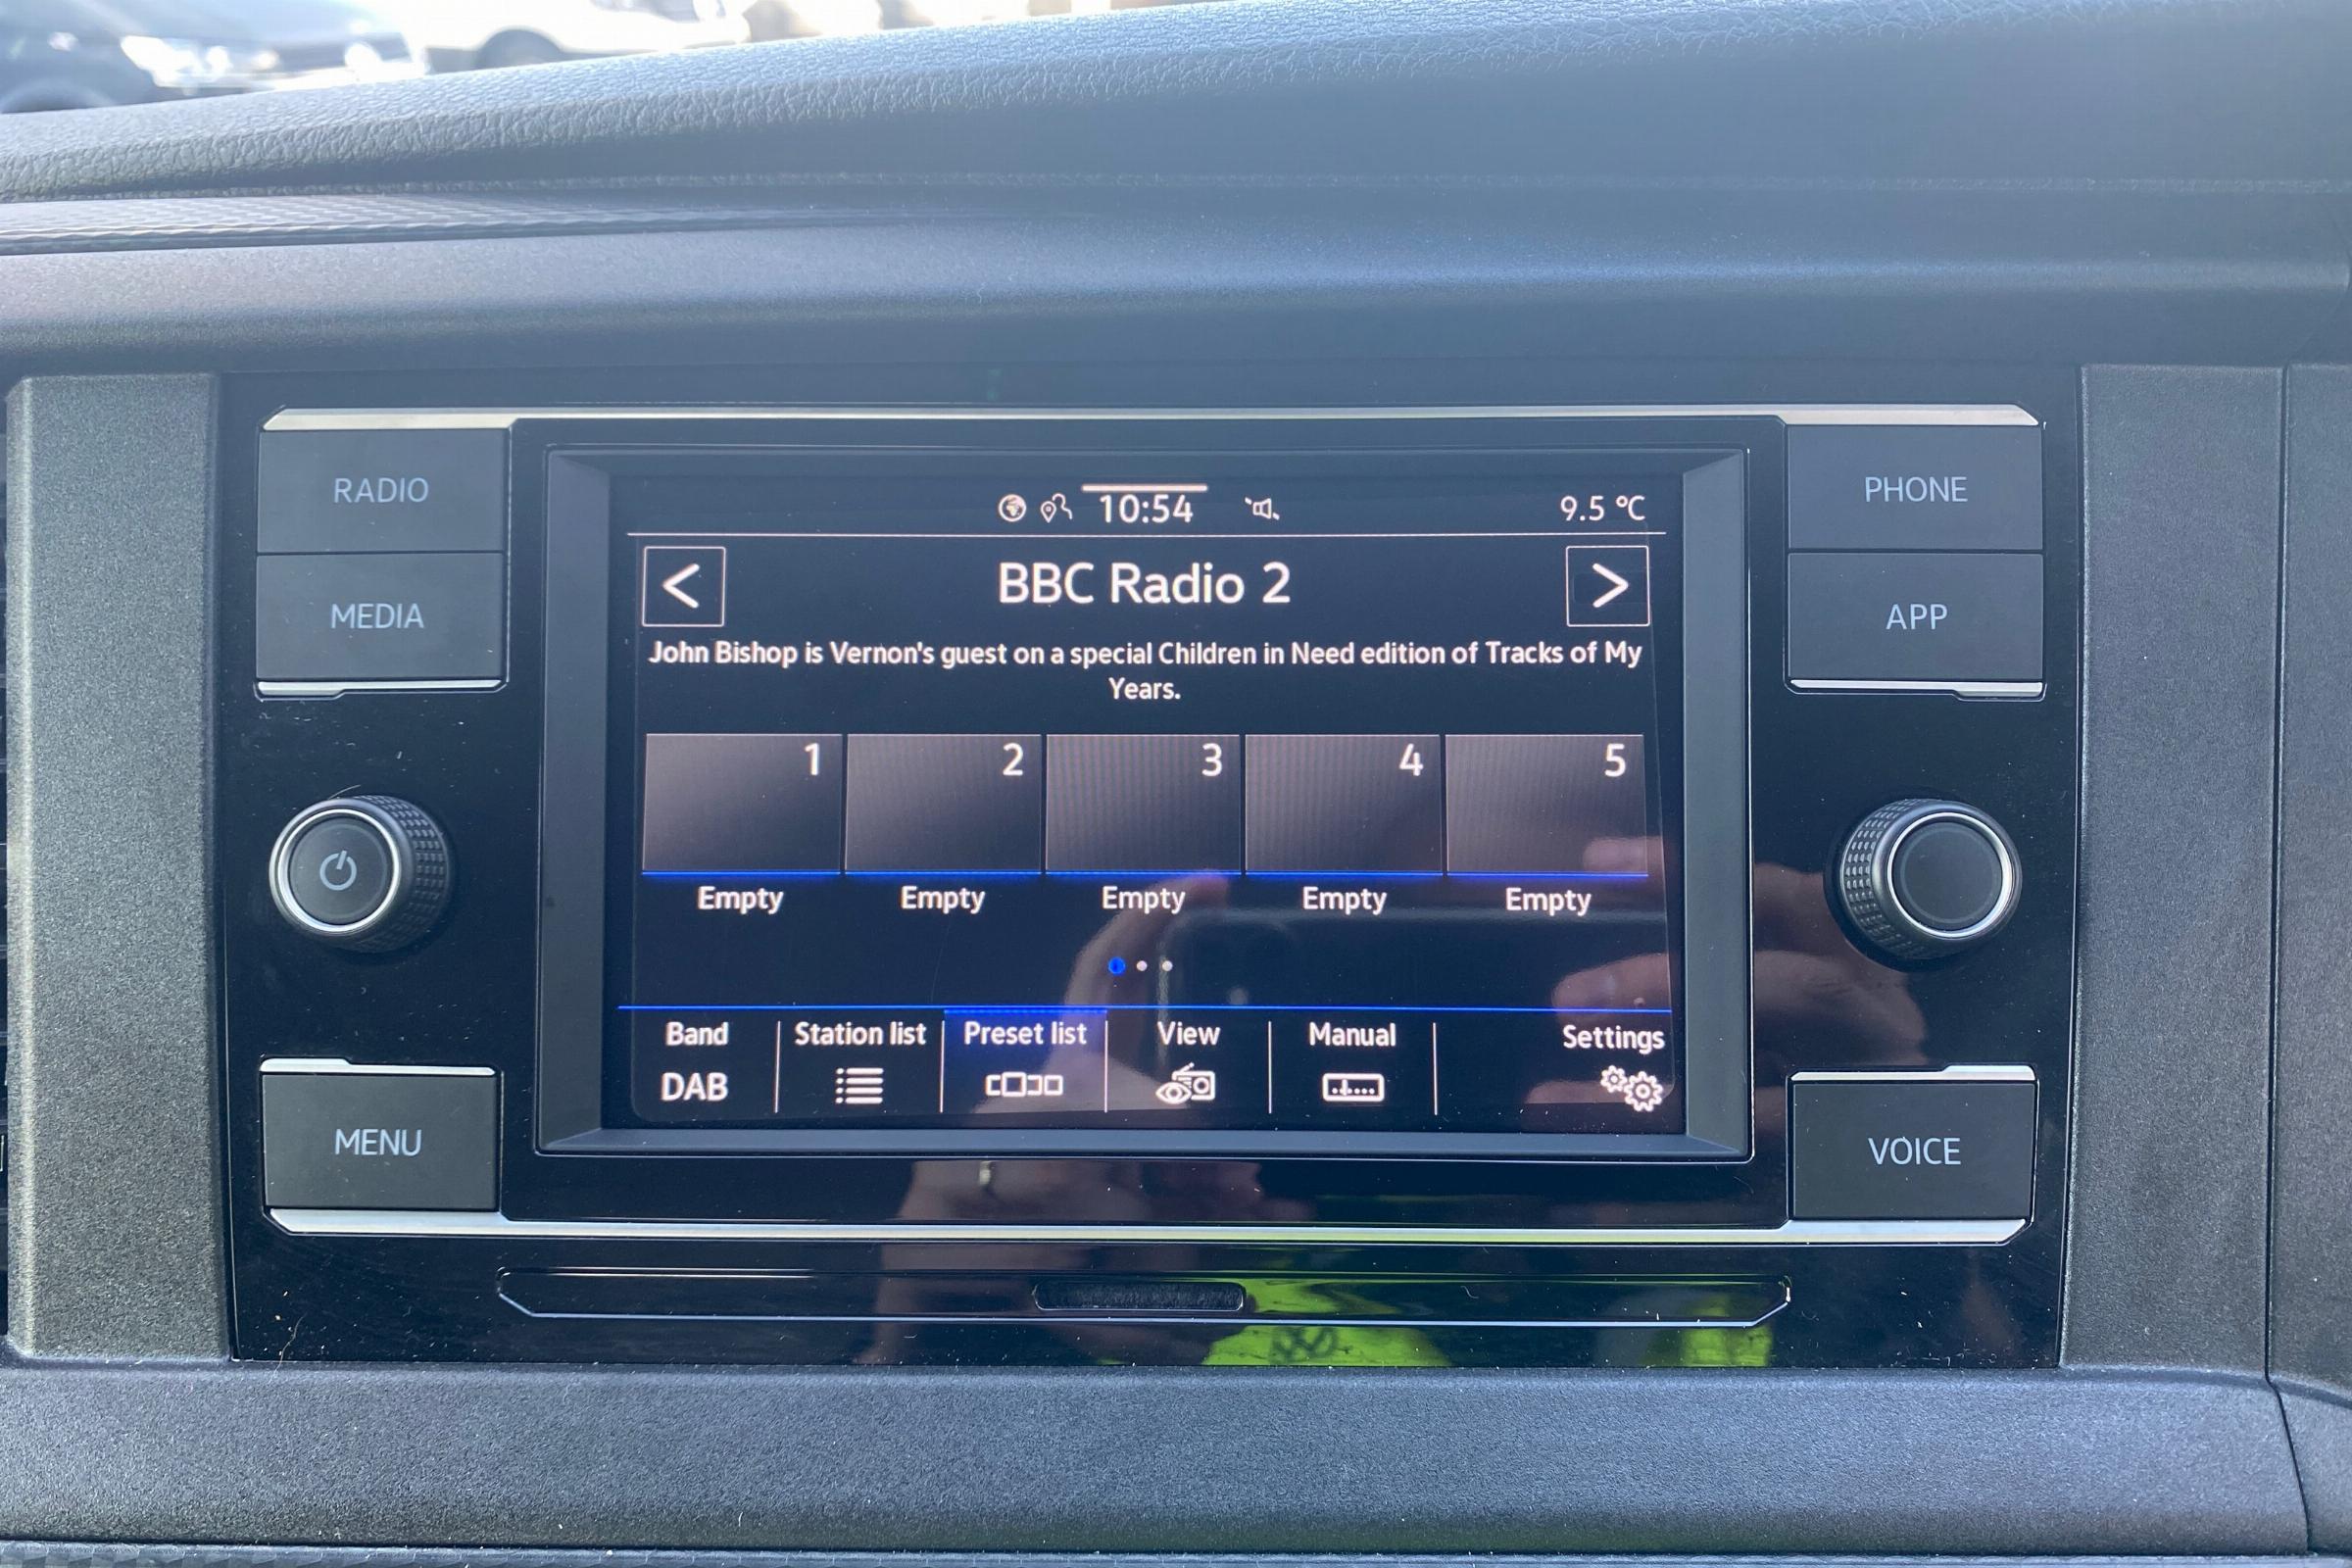 RADIO
MEDIA
MENU
PHONE
APP
VOICE
10:54
9.5 °C
< BBC Radio 2 >
John Bishop is Vernon's guest on a special Children in Need edition of Tracks of My
Years.
1 2 3 4 5
Empty Empty Empty Empty Empty
Band Station list Preset list View Manual Settings
DAB